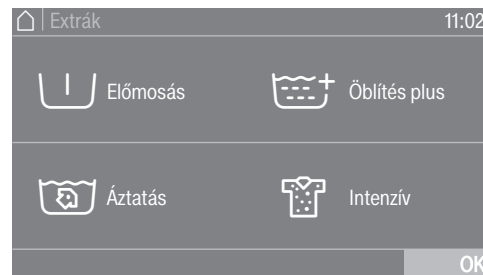 Extrák 11:02
Előmosás Öblítés plus
Áztatás Intenzív
OK